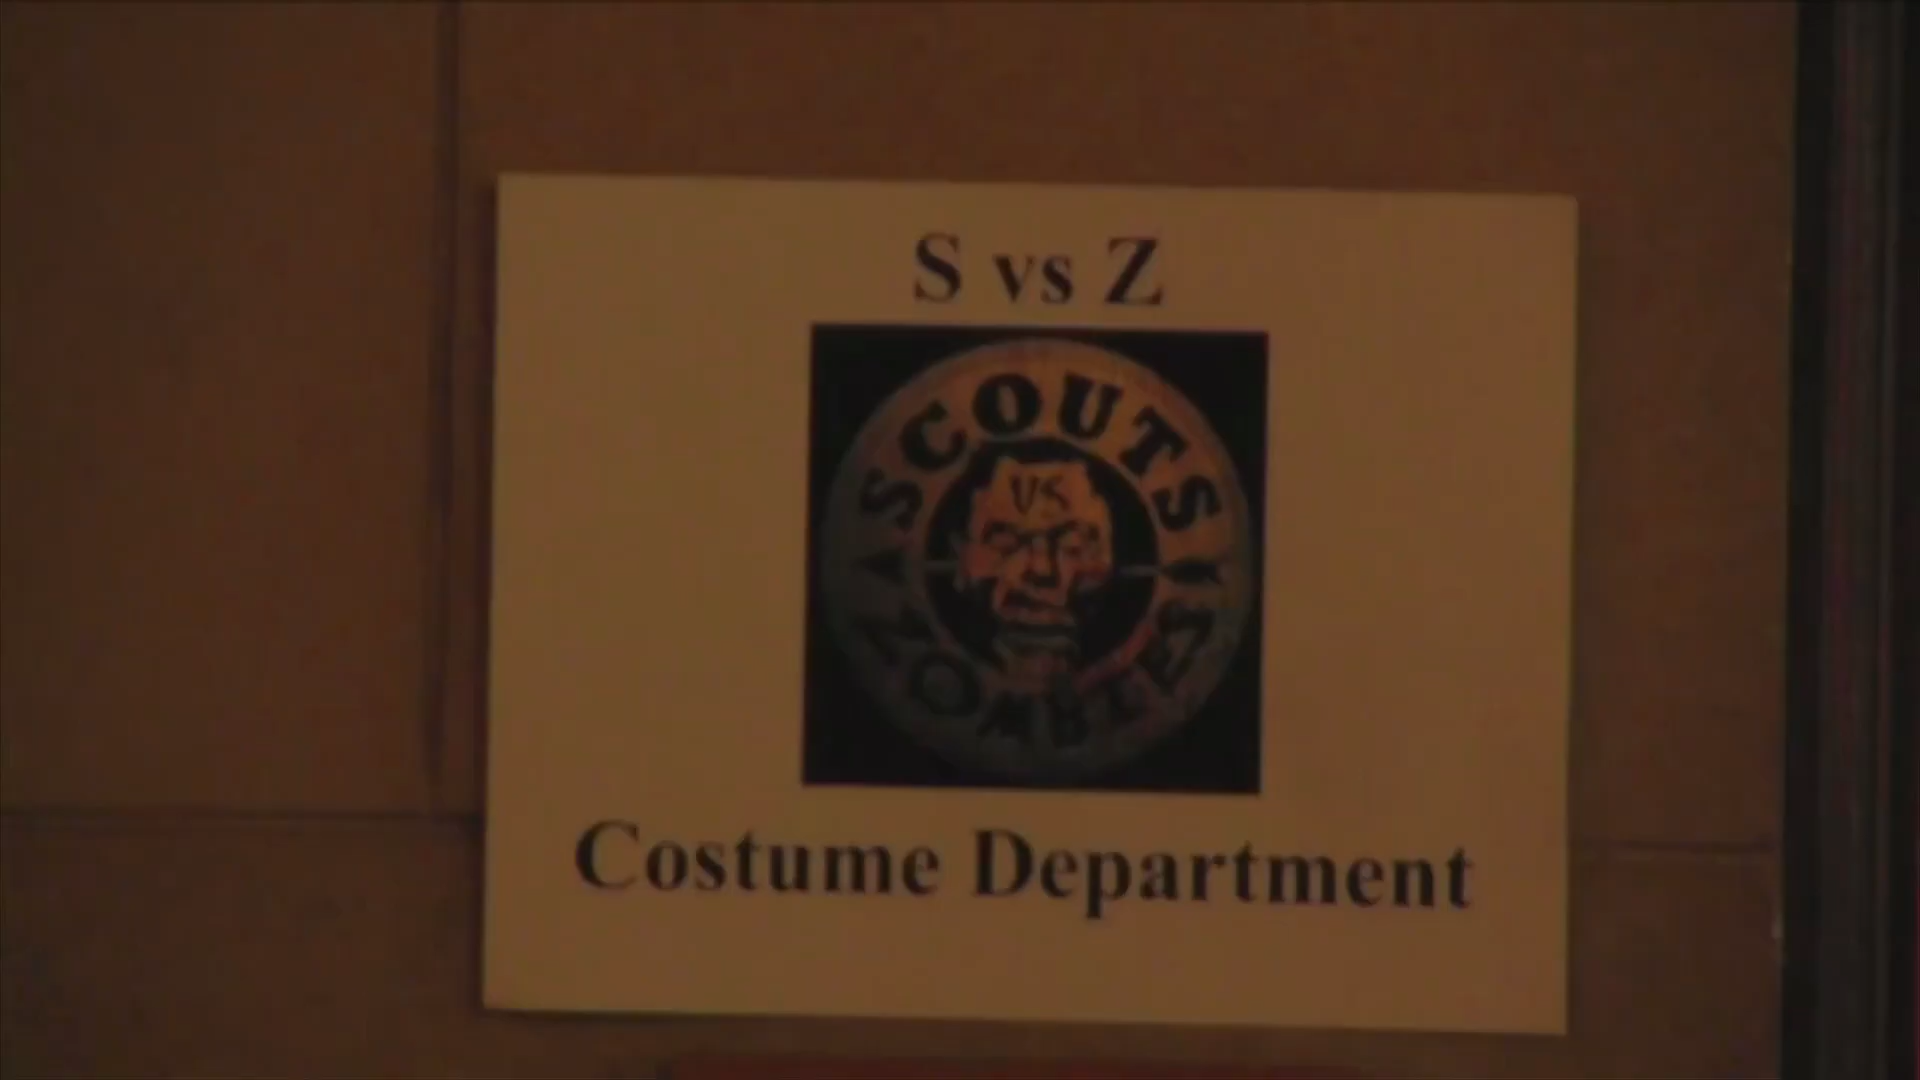 S vs Z
SCOUTS
VS
ZOMBIES
Costume Department